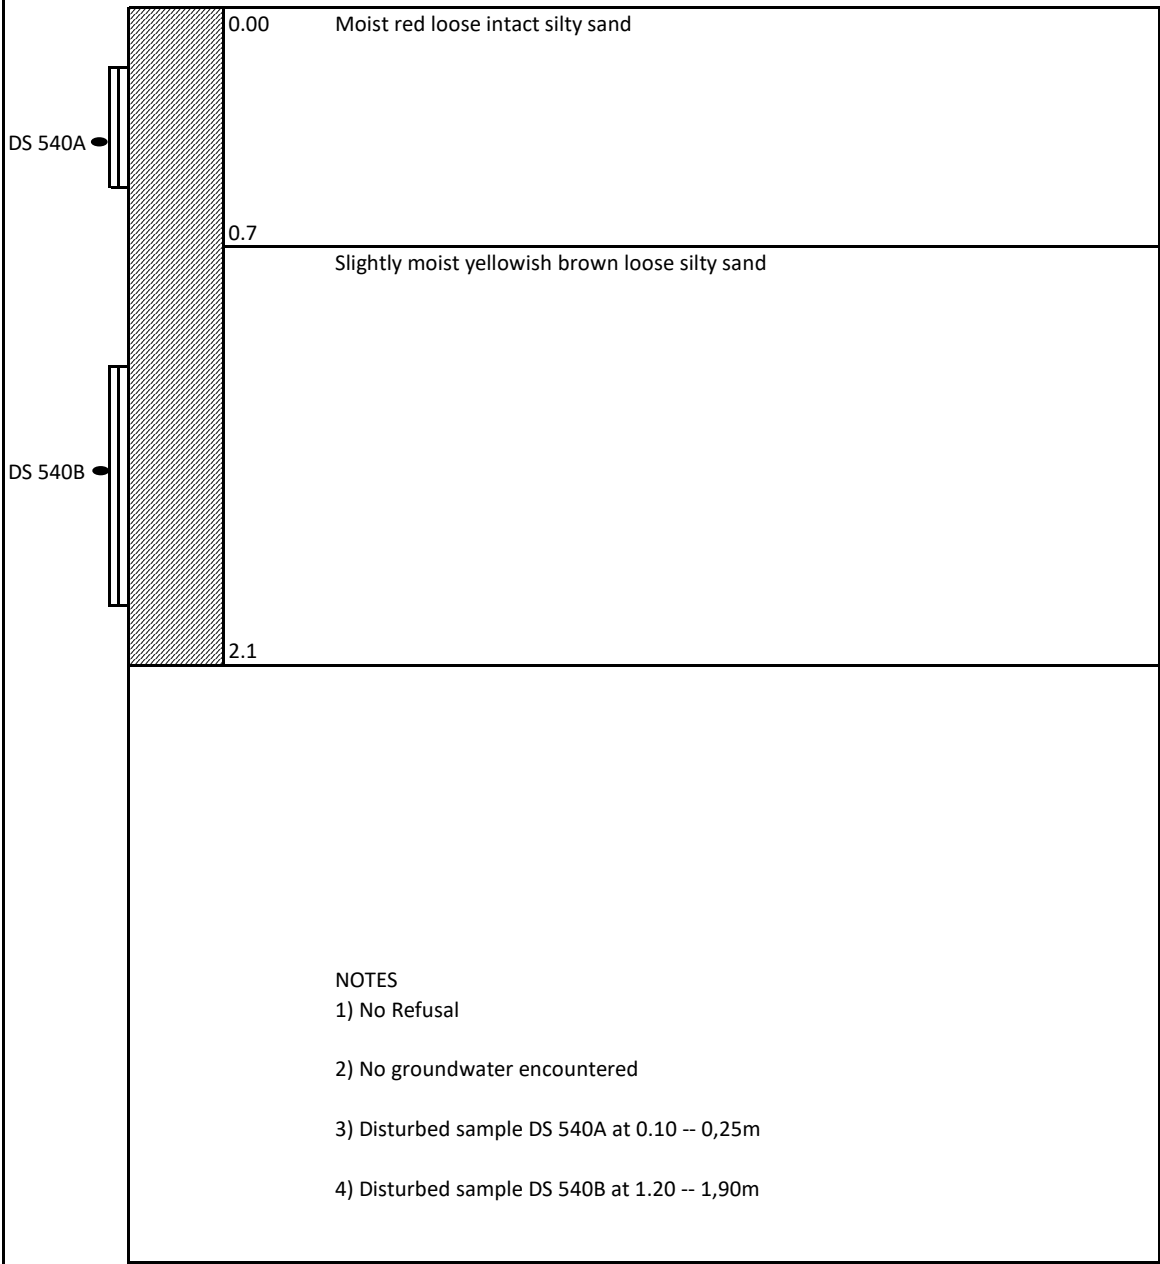 0.00 Moist red loose intact silty sand
DS 540A
0.7
Slightly moist yellowish brown loose silty sand
DS 540B
2.1
NOTES
1) No Refusal
2) No groundwater encountered
3) Disturbed sample DS 540A at 0.10 -- 0,25m
4) Disturbed sample DS 540B at 1.20 -- 1,90m